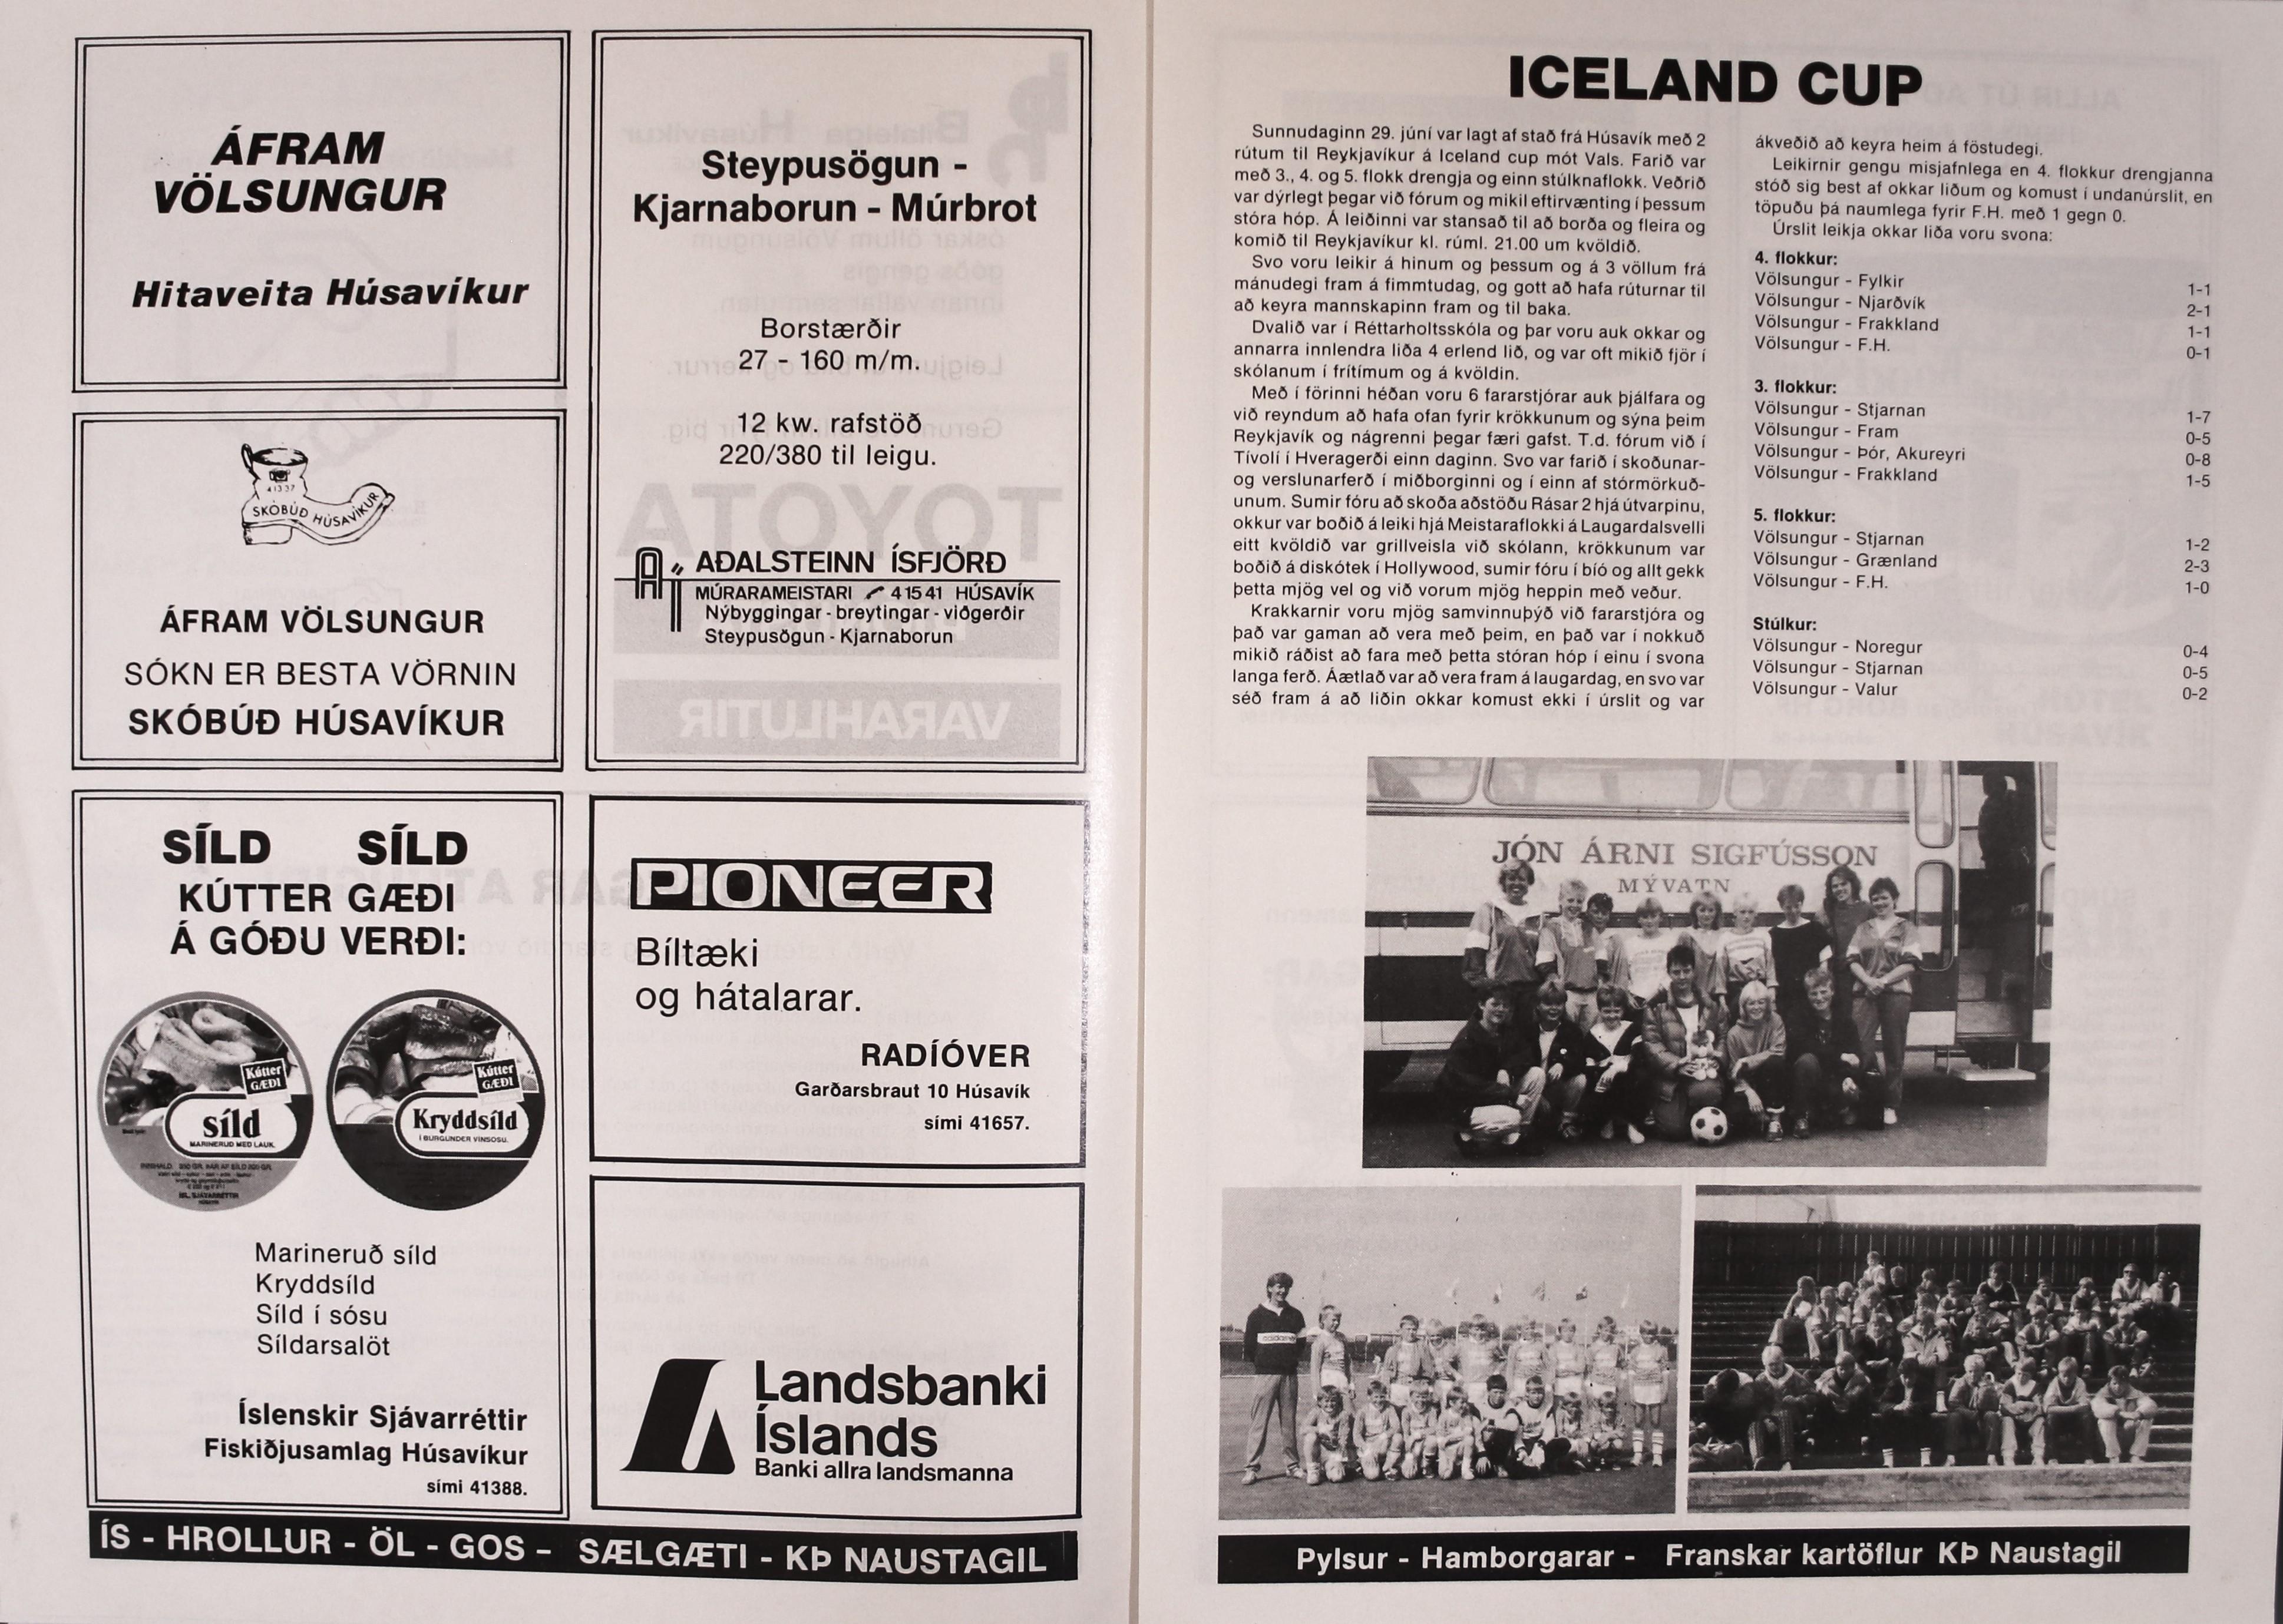 ÁFRAM
VÖLSUNGUR
Hitaveita Húsavíkur
41337
SKÓBÚÐ HÚSAVÍKUR
ÁFRAM VÖLSUNGUR
SÓKN ER BESTA VÖRNIN
SKÓBÚÐ HÚSAVÍKUR
Steypusögun -
Kjarnaborun - Múrbrot
Borstærðir
27 - 160 m/m.
12 kw. rafstöð
220/380 til leigu.
AÐALSTEINN ÍSFJÖRÐ
MÚRARAMEISTARI 41541 HÚSAVÍK
Nýbyggingar - breytingar - viðgerðir
Steypusögun - Kjarnaborun
SÍLD SÍLD
KÚTTER GÆÐI
Á GÓÐU VERÐI:
Kútter
GÆÐI
síld
MARINERUÐ MEÐ LAUK.
Kútter
GÆÐI
Kryddsíld
Í BURGUNDER VÍNSÓSU.
Marineruð síld
Kryddsíld
Síld í sósu
Síldarsalöt
Íslenskir Sjávarréttir
Fiskiðjusamlag Húsavíkur
sími 41388.
PIONEER
Bíltæki
og hátalarar.
RADÍÓVER
Garðarsbraut 10 Húsavík
sími 41657.
Landsbanki
Íslands
Banki allra landsmanna
ÍS - HROLLUR - ÖL - GOS - SÆLGÆTI - KÞ NAUSTAGIL
ICELAND CUP
Sunnudaginn 29. júní var lagt af stað frá Húsavík með 2
rútum til Reykjavíkur á Iceland cup mót Vals. Farið var
með 3., 4. og 5. flokk drengja og einn stúlknaflokk. Veðrið
var dýrlegt þegar við fórum og mikil eftirvænting í þessum
stóra hóp. Á leiðinni var stansað til að borða og fleira og
komið til Reykjavíkur kl. rúml. 21.00 um kvöldið.
Svo voru leikir á hinum og þessum og á 3 völlum frá
mánudegi fram á fimmtudag, og gott að hafa rúturnar til
að keyra mannskapinn fram og til baka.
Dvalið var í Réttarholtsskóla og þar voru auk okkar og
annarra innlendra liða 4 erlend lið, og var oft mikið fjör í
skólanum í frítímum og á kvöldin.
Með í förinni héðan voru 6 fararstjórar auk þjálfara og
við reyndum að hafa ofan fyrir krökkunum og sýna þeim
Reykjavík og nágrenni þegar færi gafst. T.d. fórum við í
Tívolí í Hveragerði einn daginn. Svo var farið í skoðunar-
og verslunarferð í miðborginni og í einn af stórmörkuð-
unum. Sumir fóru að skoða aðstöðu Rásar 2 hjá útvarpinu,
okkur var boðið á leiki hjá Meistaraflokki á Laugardalsvelli
eitt kvöldið var grillveisla við skólann, krökkunum var
boðið á diskótek í Hollywood, sumir fóru í bíó og allt gekk
þetta mjög vel og við vorum mjög heppin með veður.
Krakkarnir voru mjög samvinnuþýð við fararstjóra og
það var gaman að vera með þeim, en það var í nokkuð
mikið ráðist að fara með þetta stóran hóp í einu í svona
langa ferð. Áætlað var að vera fram á laugardag, en svo var
séð fram á að liðin okkar komust ekki í úrslit og var
ákveðið að keyra heim á föstudegi.
Leikirnir gengu misjafnlega en 4. flokkur drengjanna
stóð sig best af okkar liðum og komust í undanúrslit, en
töpuðu þá naumlega fyrir F.H. með 1 gegn 0.
Úrslit leikja okkar liða voru svona:
4. flokkur:
Völsungur - Fylkir 1-1
Völsungur - Njarðvík 2-1
Völsungur - Frakkland 1-1
Völsungur - F.H. 0-1
3. flokkur:
Völsungur - Stjarnan 1-7
Völsungur - Fram 0-5
Völsungur - Þór, Akureyri 0-8
Völsungur - Frakkland 1-5
5. flokkur:
Völsungur - Stjarnan 1-2
Völsungur - Grænland 2-3
Völsungur - F.H. 1-0
Stúlkur:
Völsungur - Noregur 0-4
Völsungur - Stjarnan 0-5
Völsungur - Valur 0-2
JÓN ÁRNI SIGFÚSSON
MÝVATN
adidas
Pylsur - Hamborgarar - Franskar kartöflur KÞ Naustagil